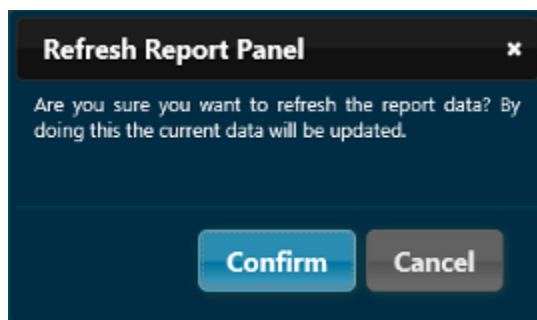 Refresh Report Panel
Are you sure you want to refresh the report data? By
doing this the current data will be updated.
Confirm Cancel